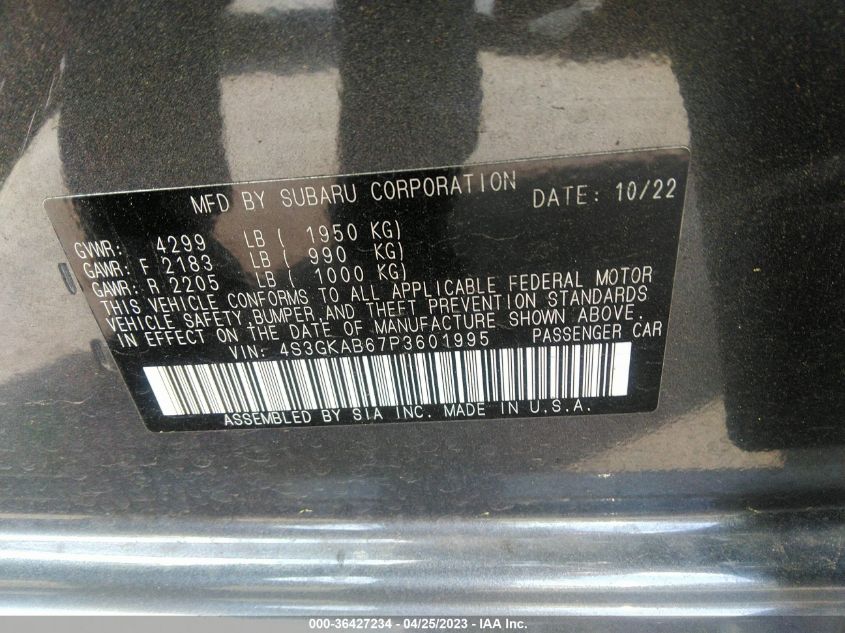 MFD BY SUBARU CORPORATION DATE: 10/22
GVWR: 4299 LB ( 1950 KG)
GAWR: F 2183 LB ( 990 KG)
GAWR: R 2205 LB ( 1000 KG)
THIS VEHICLE CONFORMS TO ALL APPLICABLE FEDERAL MOTOR
VEHICLE SAFETY, BUMPER, AND THEFT PREVENTION STANDARDS
IN EFFECT ON THE DATE OF MANUFACTURE SHOWN ABOVE.
VIN: 4S3GKAB67P3601995 PASSENGER CAR
ASSEMBLED BY SIA INC. MADE IN U.S.A.
000-36427234 - 04/25/2023 - IAA Inc.